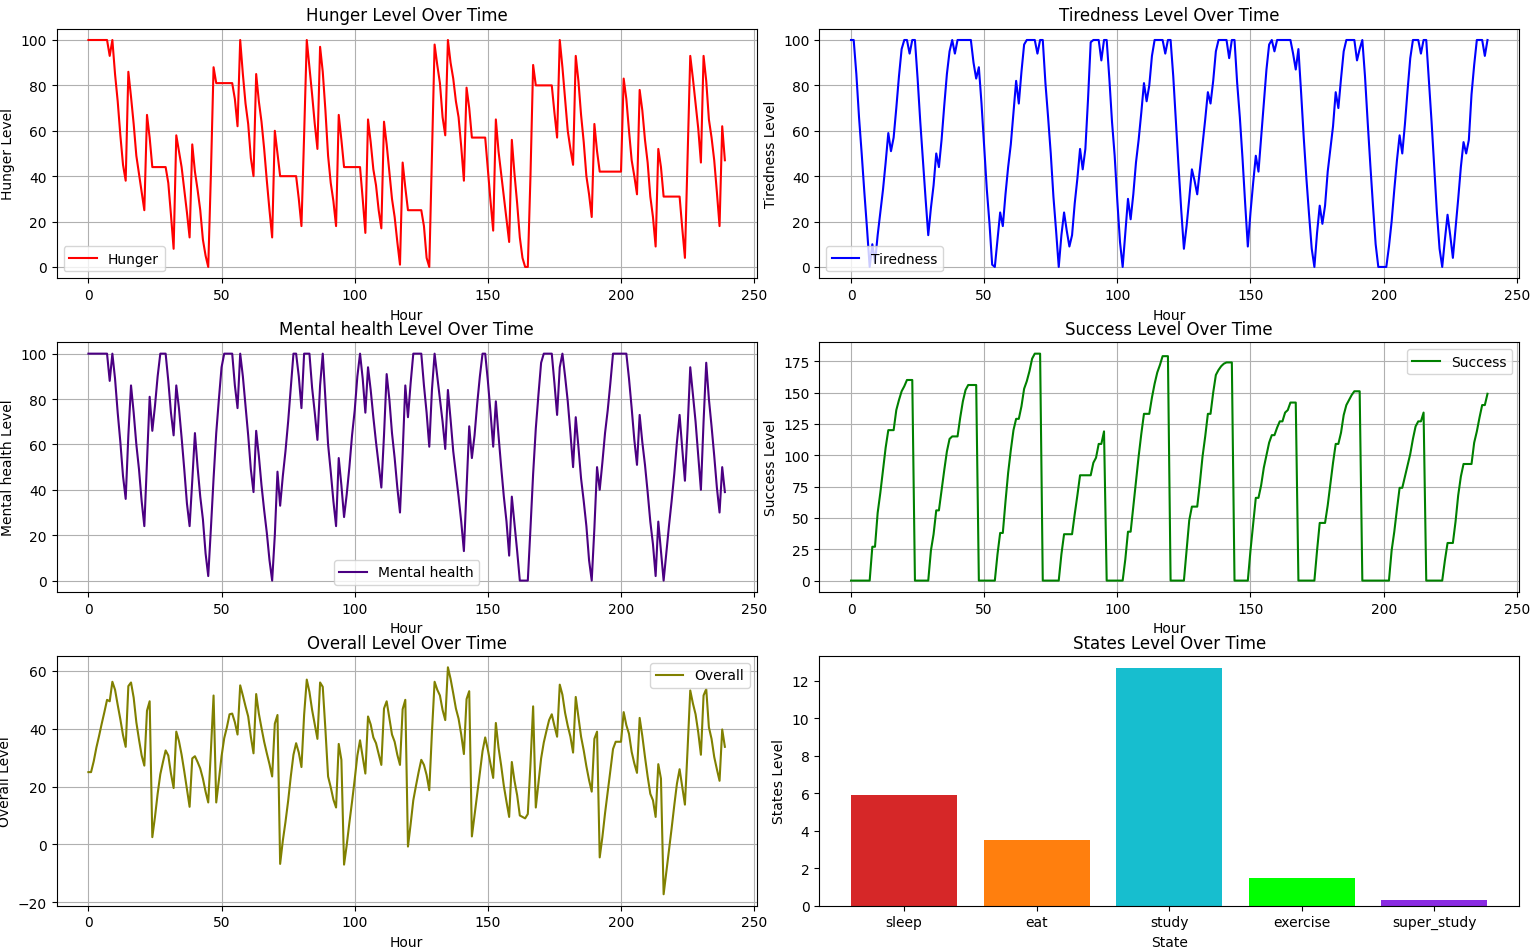 Hunger Level Over Time
Hunger Level
100
80
60
40
20
0
Hunger
0 50 100 150 200 250
Hour
Tiredness Level Over Time
Tiredness Level
100
80
60
40
20
0
Tiredness
0 50 100 150 200 250
Hour
Mental health Level Over Time
Mental health Level
100
80
60
40
20
0
Mental health
0 50 100 150 200 250
Hour
Success Level Over Time
Success Level
175
150
125
100
75
50
25
0
Success
0 50 100 150 200 250
Hour
Overall Level Over Time
Overall Level
60
40
20
0
−20
Overall
0 50 100 150 200 250
Hour
States Level Over Time
States Level
12
10
8
6
4
2
0
sleep eat study exercise super_study
State